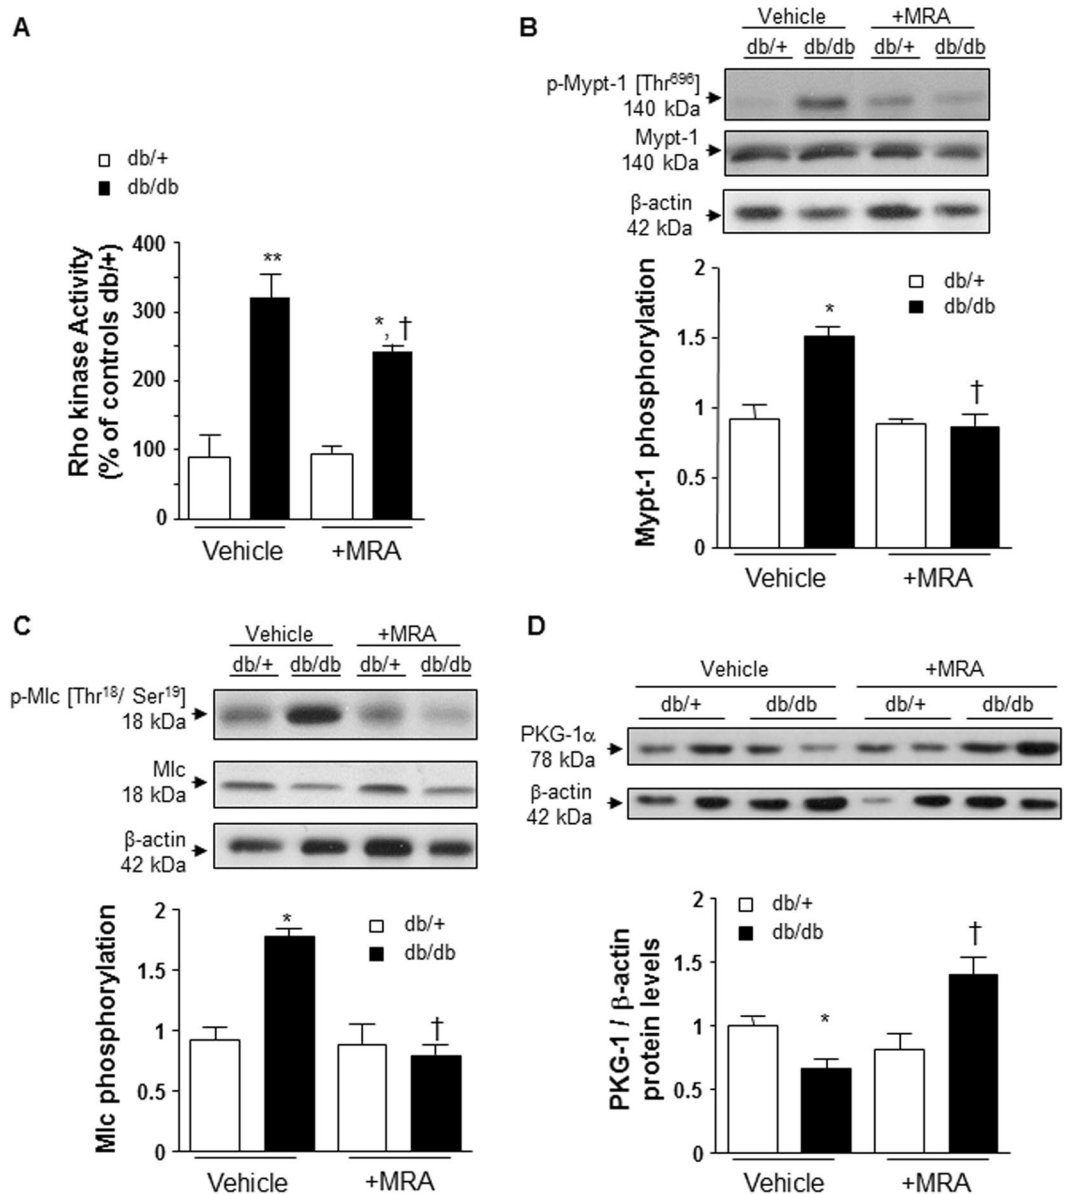 A
db/+
db/db
Rho kinase Activity
(% of controls db/+)
400
300
200
100
0
**
*, †
Vehicle
+MRA
B
Vehicle
+MRA
db/+
db/db
db/+
db/db
p-Mypt-1 [Thr⁶⁹⁶]
140 kDa
Mypt-1
140 kDa
β-actin
42 kDa
Mypt-1 phosphorylation
2
1.5
1
0.5
0
db/+
db/db
*
†
Vehicle
+MRA
C
Vehicle
+MRA
db/+
db/db
db/+
db/db
p-Mlc [Thr¹⁸/ Ser¹⁹]
18 kDa
Mlc
18 kDa
β-actin
42 kDa
Mlc phosphorylation
2
1.5
1
0.5
0
db/+
db/db
*
†
Vehicle
+MRA
D
Vehicle
+MRA
db/+
db/db
db/+
db/db
PKG-1α
78 kDa
β-actin
42 kDa
PKG-1 / β-actin
protein levels
2
1.5
1
0.5
0
db/+
db/db
*
†
Vehicle
+MRA